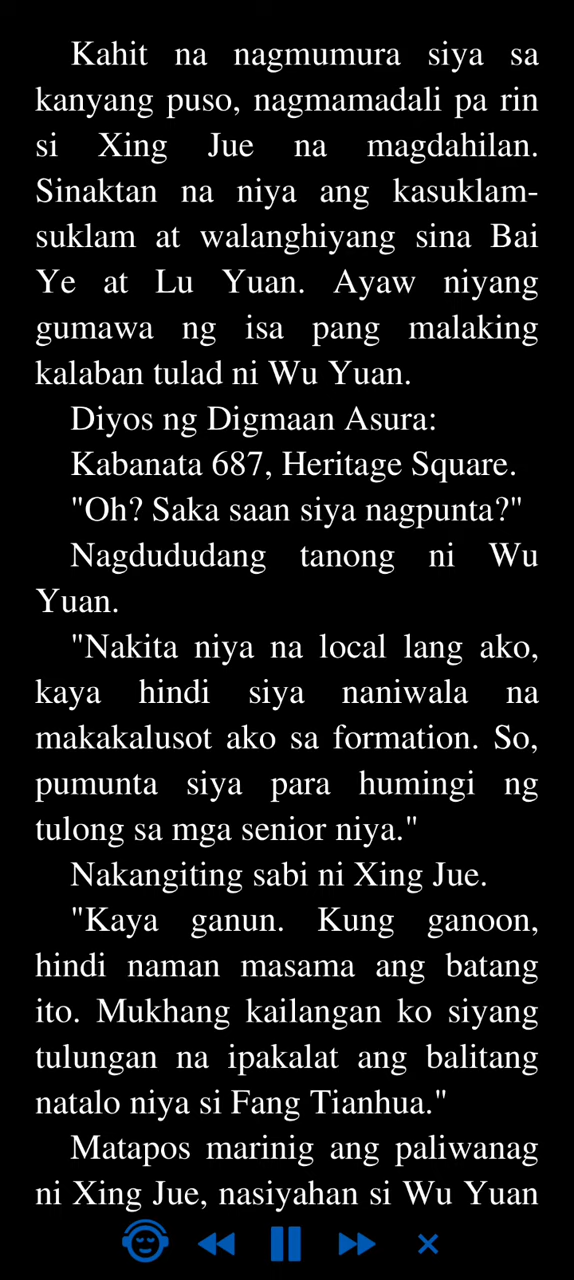 Kahit na nagmumura siya sa
kanyang puso, nagmamadali pa rin
si Xing Jue na magdahilan.
Sinaktan na niya ang kasuklam-
suklam at walanghiyang sina Bai
Ye at Lu Yuan. Ayaw niyang
gumawa ng isa pang malaking
kalaban tulad ni Wu Yuan.
Diyos ng Digmaan Asura:
Kabanata 687, Heritage Square.
"Oh? Saka saan siya nagpunta?"
Nagdududang tanong ni Wu
Yuan.
"Nakita niya na local lang ako,
kaya hindi siya naniwala na
makakalusot ako sa formation. So,
pumunta siya para humingi ng
tulong sa mga senior niya."
Nakangiting sabi ni Xing Jue.
"Kaya ganun. Kung ganoon,
hindi naman masama ang batang
ito. Mukhang kailangan ko siyang
tulungan na ipakalat ang balitang
natalo niya si Fang Tianhua."
Matapos marinig ang paliwanag
ni Xing Jue, nasiyahan si Wu Yuan